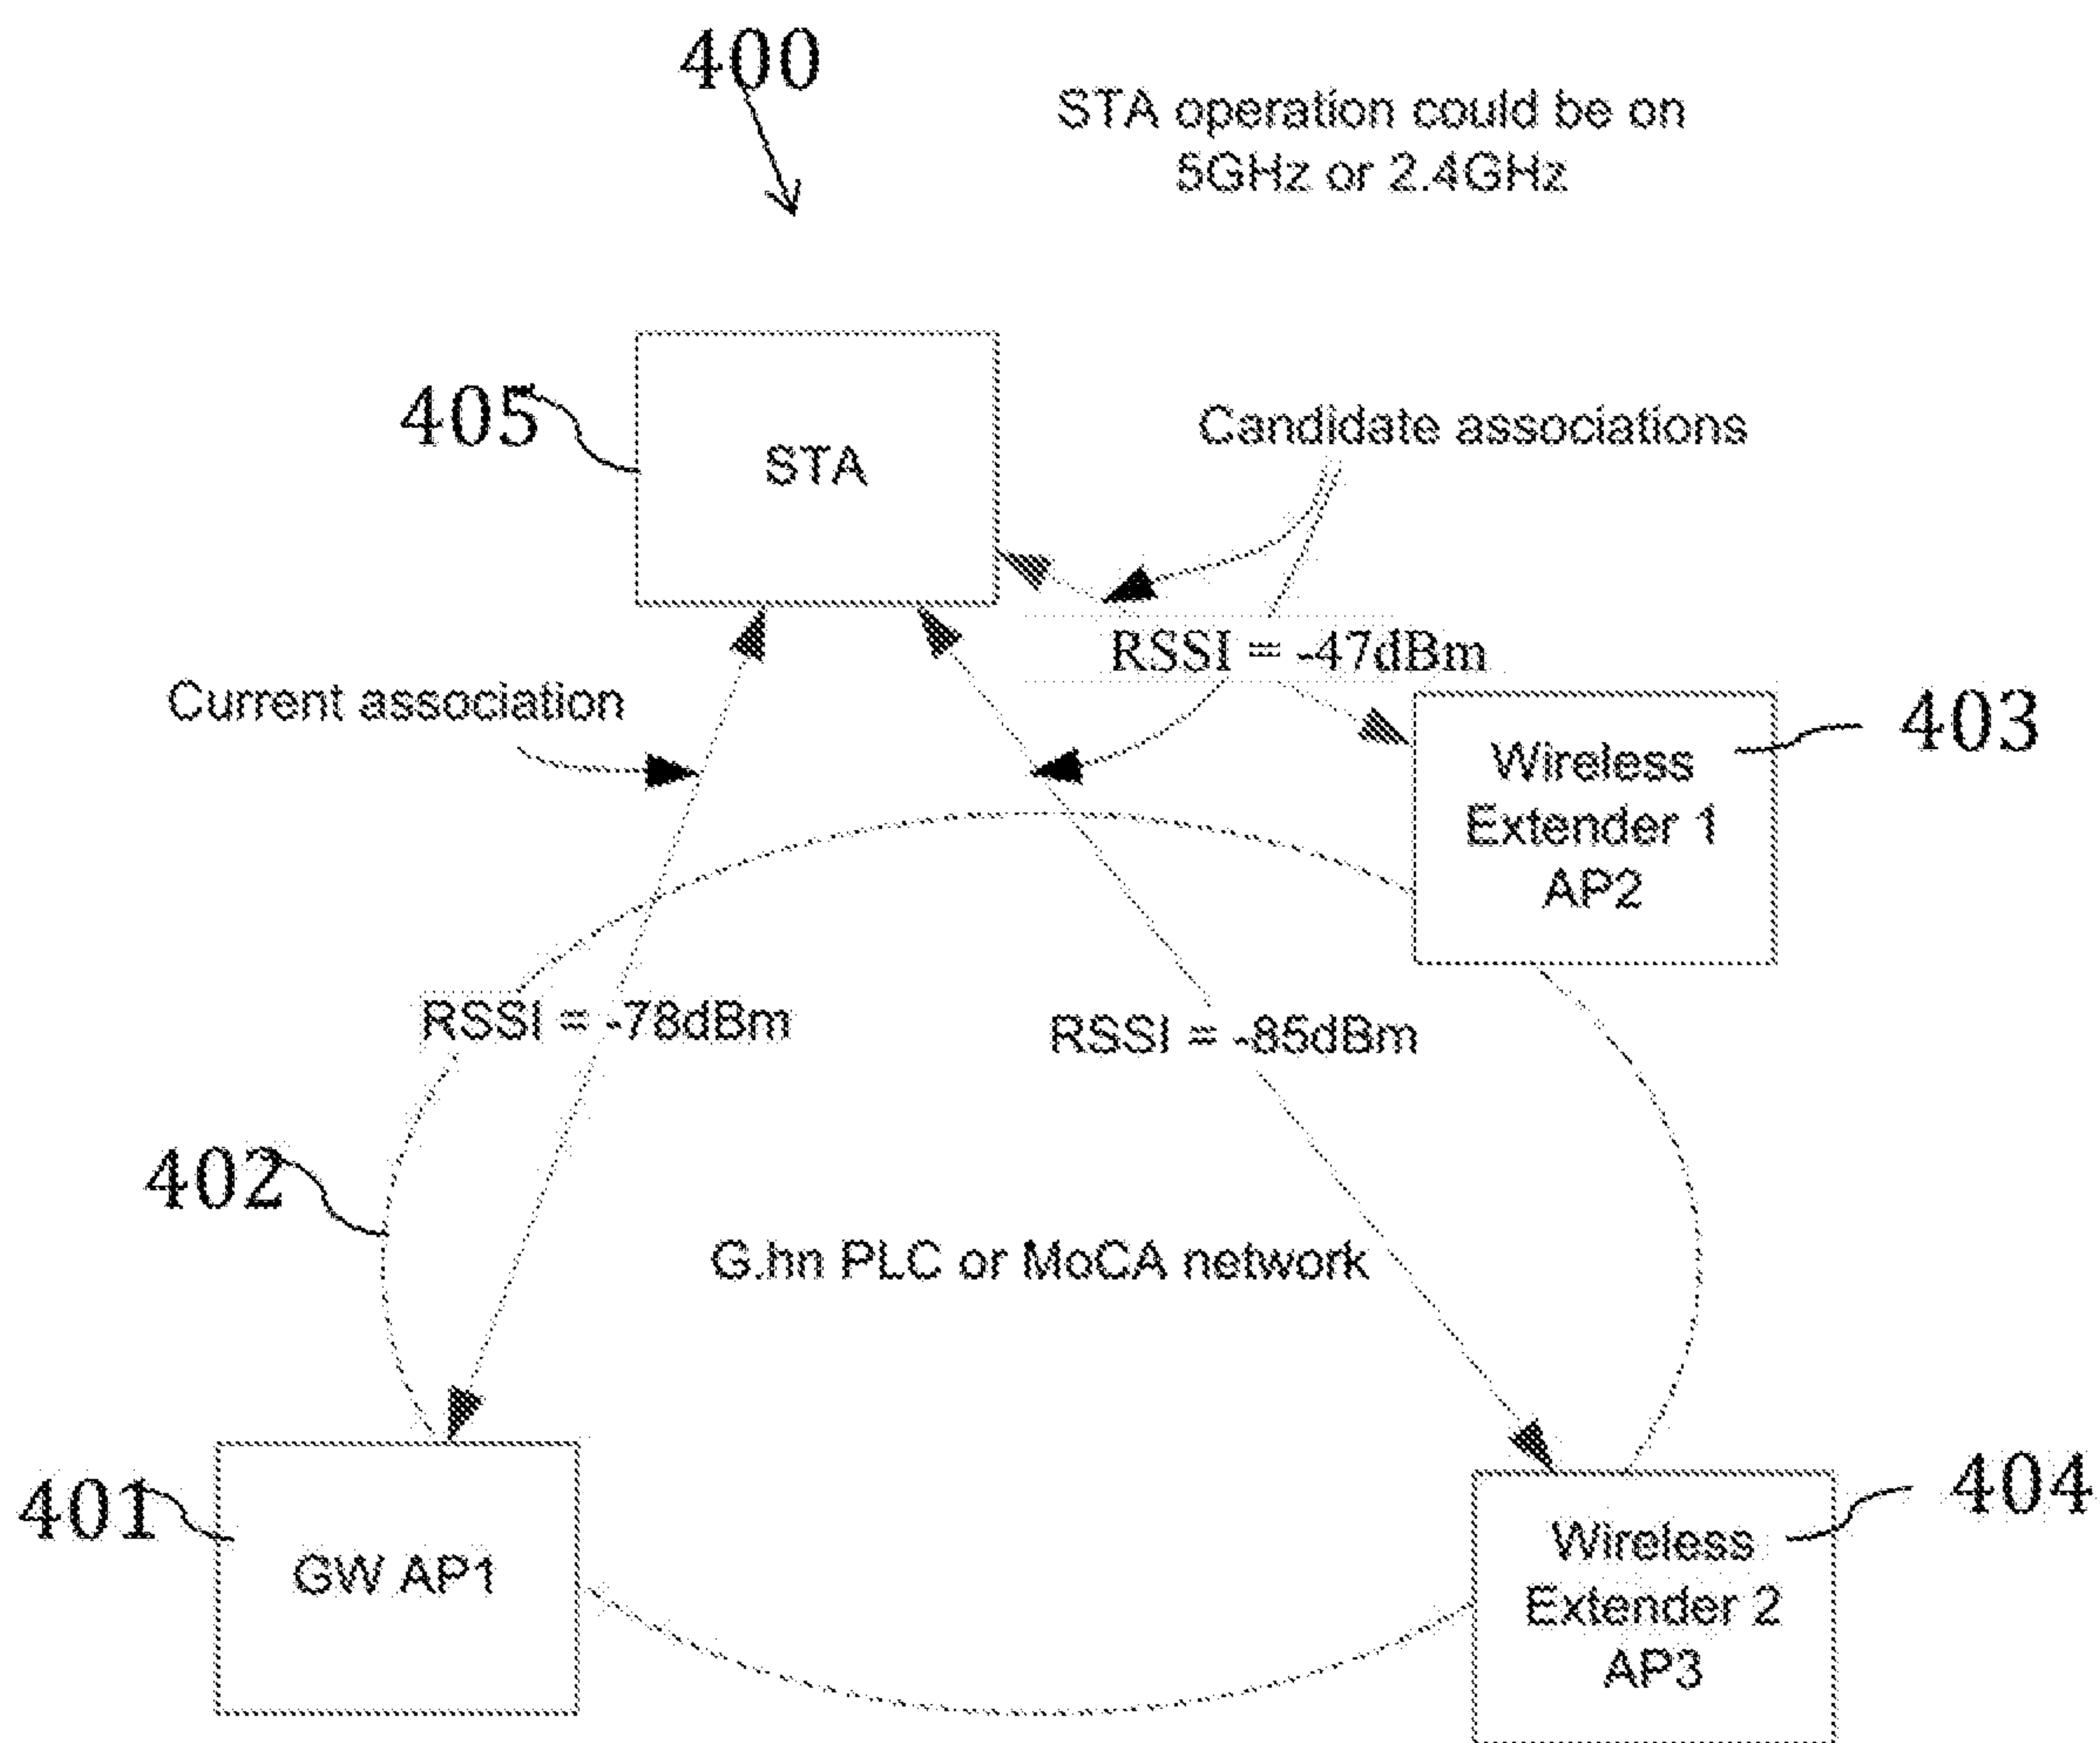 400
STA operation could be on
5GHz or 2.4GHz
405
STA
Candidate associations
RSSI = -47dBm
Current association
403
Wireless
Extender 1
AP2
RSSI = -78dBm
RSSI = -85dBm
402
G.hn PLC or MoCA network
401
GW AP1
404
Wireless
Extender 2
AP3